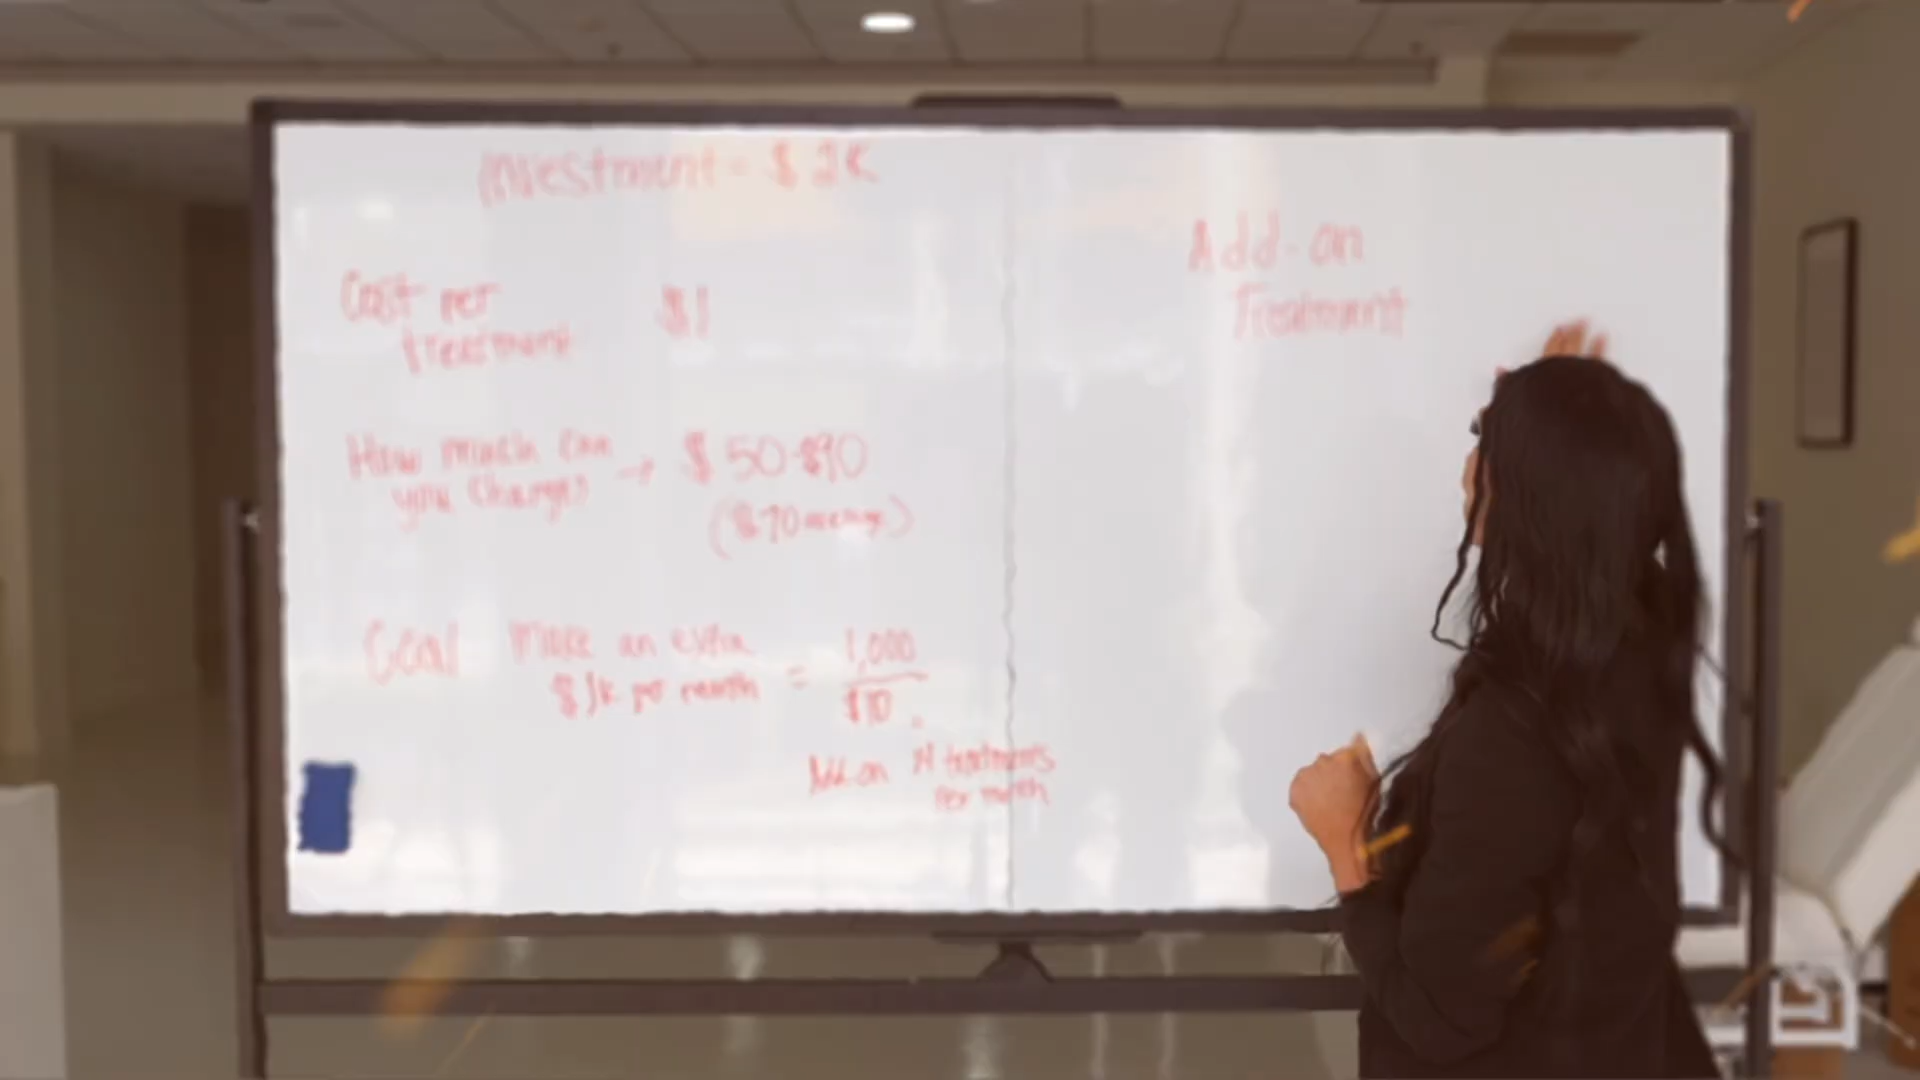 Investment = $2K
Cost per
treatment
$1
How much can
you charge? → $50-$90
($70 average)
Goal
Make an extra
$1k per month
=
1,000
$70
Add-on
treatments
per month
Add-on
Treatment